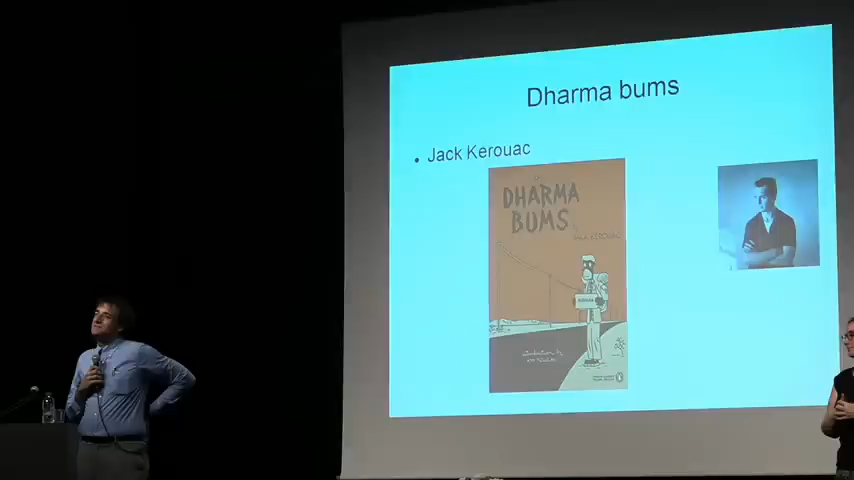 Dharma bums
• Jack Kerouac
DHARMA
BUMS
JACK KEROUAC